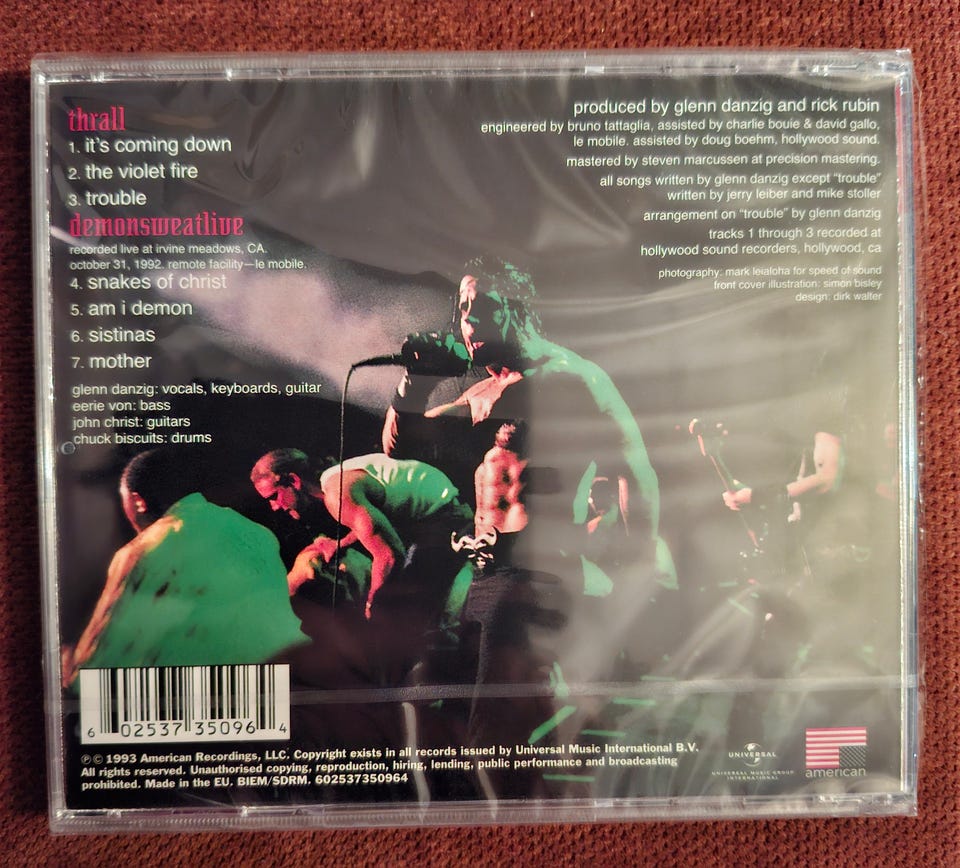 thrall
1. it's coming down
2. the violet fire
3. trouble
demonsweatlive
recorded live at irvine meadows, CA.
october 31, 1992. remote facility—le mobile.
4. snakes of christ
5. am i demon
6. sistinas
7. mother
glenn danzig: vocals, keyboards, guitar
eerie von: bass
john christ: guitars
chuck biscuits: drums
produced by glenn danzig and rick rubin
engineered by bruno tattaglia, assisted by charlie bouie & david gallo,
le mobile. assisted by doug boehm, hollywood sound.
mastered by steven marcussen at precision mastering.
all songs written by glenn danzig except "trouble"
written by jerry leiber and mike stoller
arrangement on "trouble" by glenn danzig
tracks 1 through 3 recorded at
hollywood sound recorders, hollywood, ca
photography: mark leialoha for speed of sound
front cover illustration: simon bisley
design: dirk walter
6 02537 35096 4
℗ © 1993 American Recordings, LLC. Copyright exists in all records issued by Universal Music International B.V.
All rights reserved. Unauthorised copying, reproduction, hiring, lending, public performance and broadcasting
prohibited. Made in the EU. BIEM/SDRM. 602537350964
UNIVERSAL
UNIVERSAL MUSIC GROUP
INTERNATIONAL
american